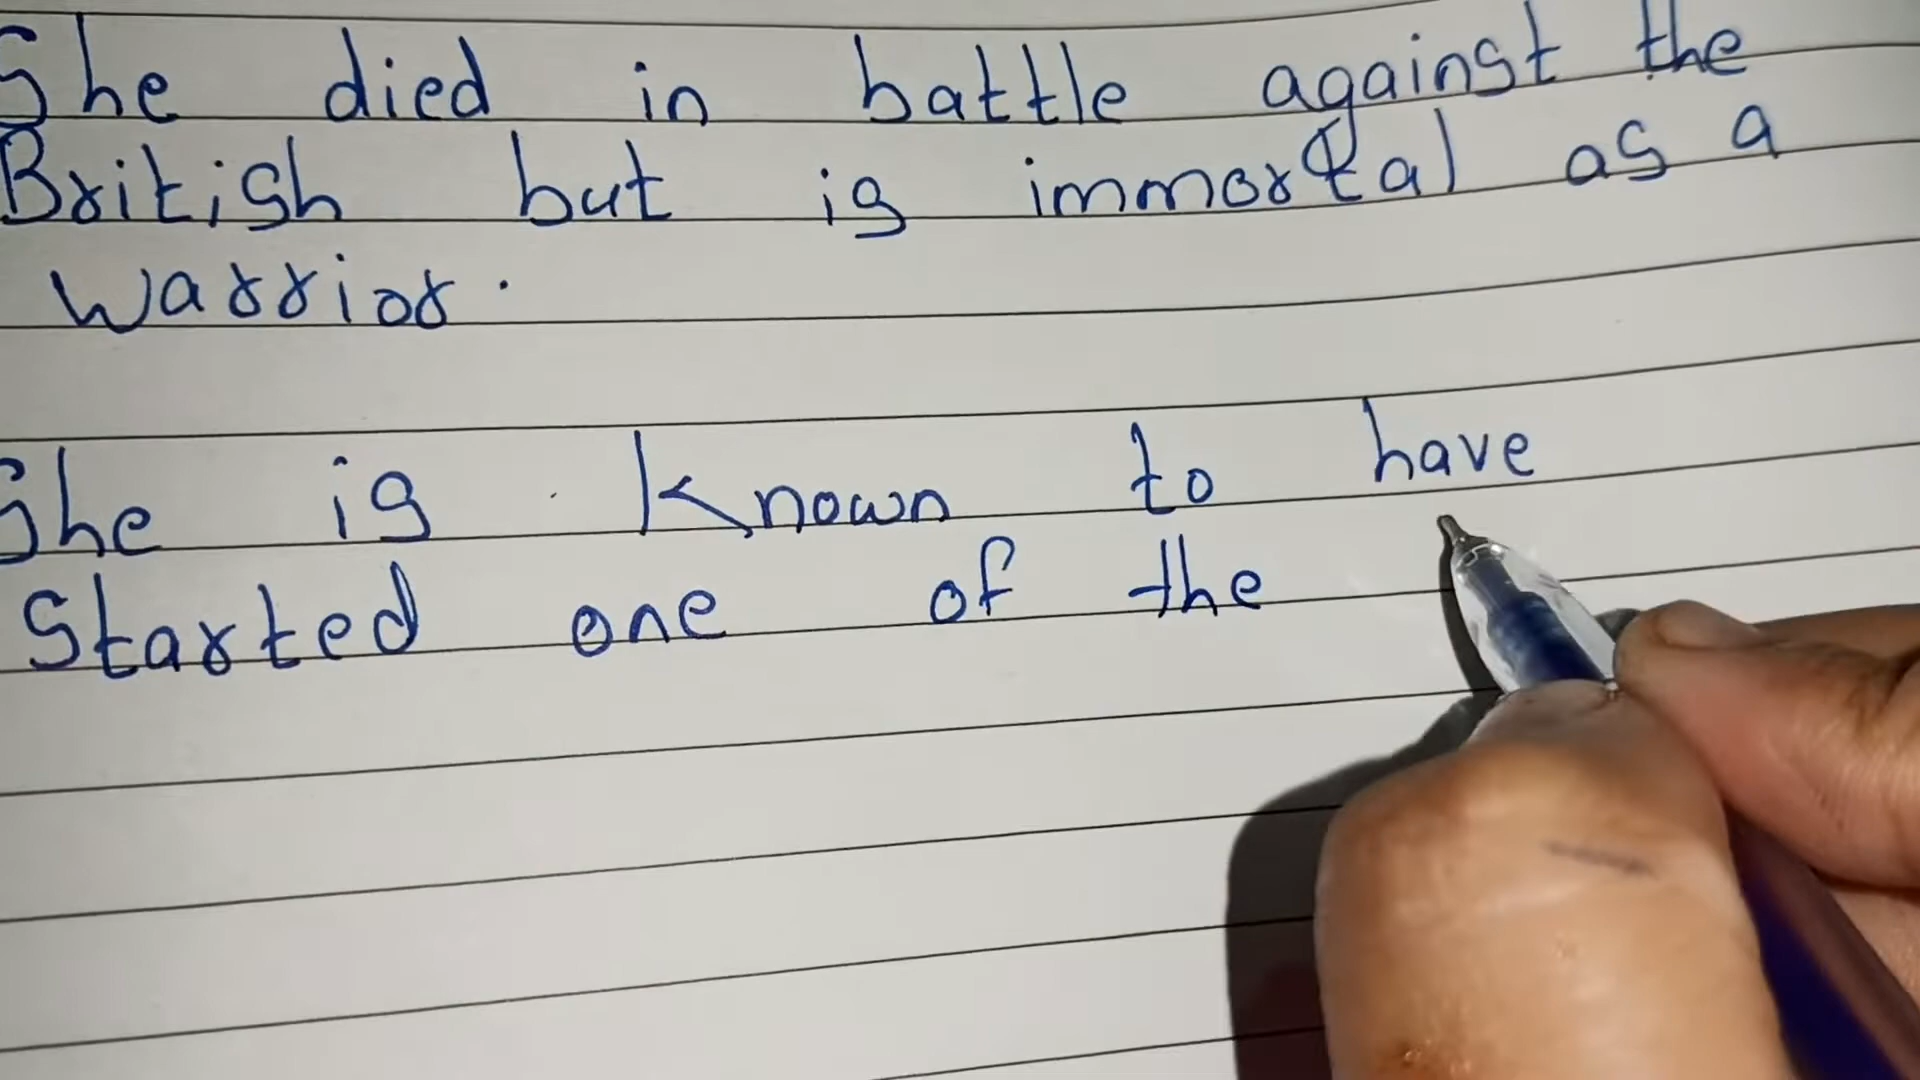 She died in battle against the
British but is immortal as a
warrior.
She is known to have
Started one of the